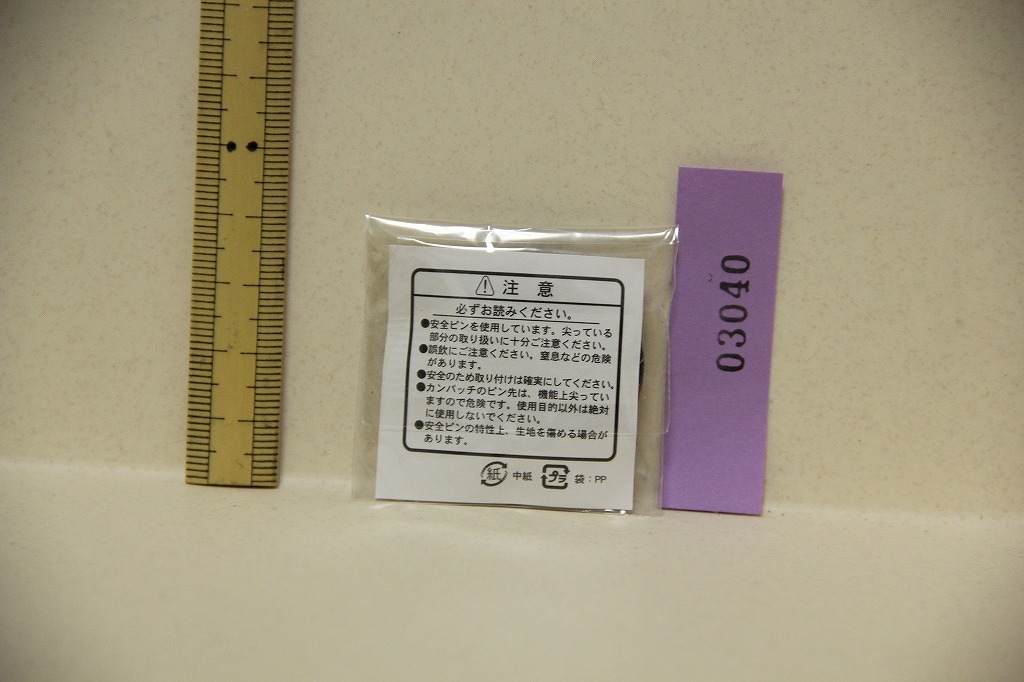 ⚠ 注 意
必ずお読みください。
●安全ピンを使用しています。尖っている
部分の取り扱いに十分ご注意ください。
●誤飲にご注意ください。窒息などの危険
があります。
●安全のため取り付けは確実にしてください。
●カンバッチのピン先は、機能上尖ってい
ますので危険です。使用目的以外は絶対
に使用しないでください。
●安全ピンの特性上、生地を傷める場合が
あります。
紙 中紙 プラ 袋：PP
03040